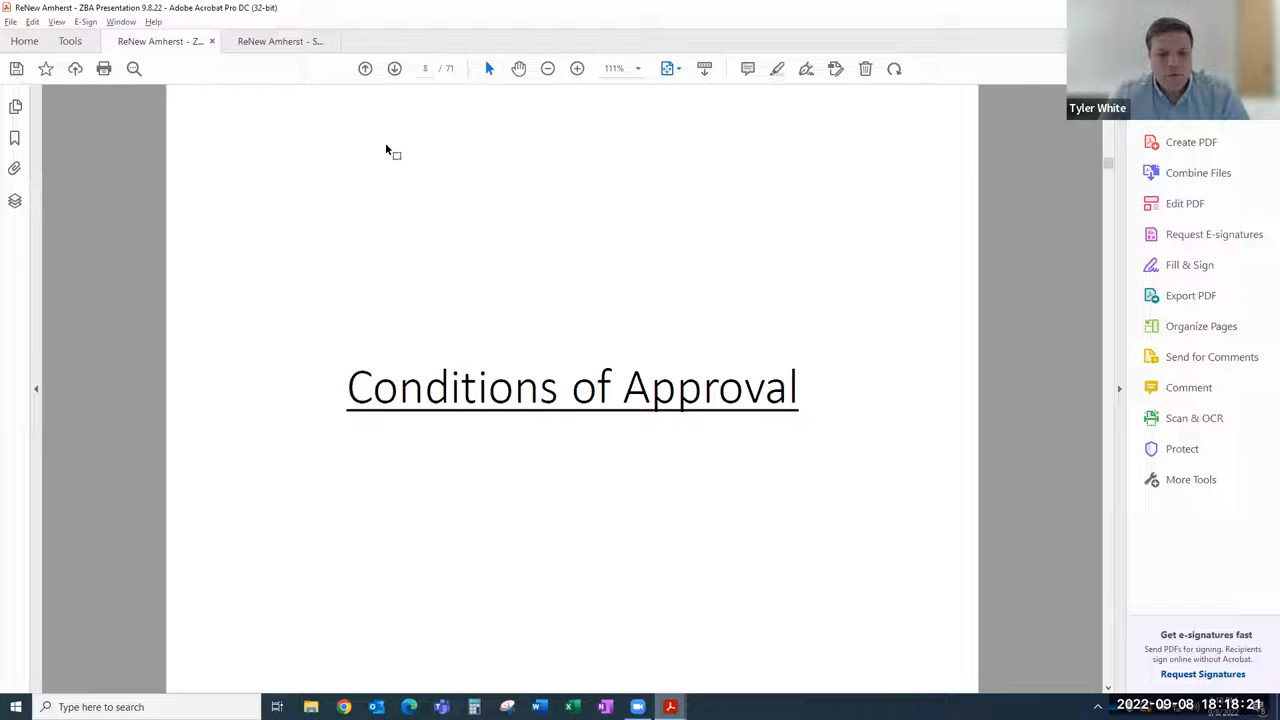 ReNew Amherst - ZBA Presentation 9.8.22 - Adobe Acrobat Pro DC (32-bit)
File Edit View E-Sign Window Help
Home Tools ReNew Amherst - Z... × ReNew Amherst - S...
8 / 71 111%
Tyler White
Create PDF
Combine Files
Edit PDF
Request E-signatures
Fill & Sign
Export PDF
Organize Pages
Send for Comments
Comment
Scan & OCR
Protect
More Tools
Conditions of Approval
Get e-signatures fast
Send PDFs for signing. Recipients
sign online without Acrobat.
Request Signatures
Type here to search
2022-09-08 18:18:21
9/8/2022